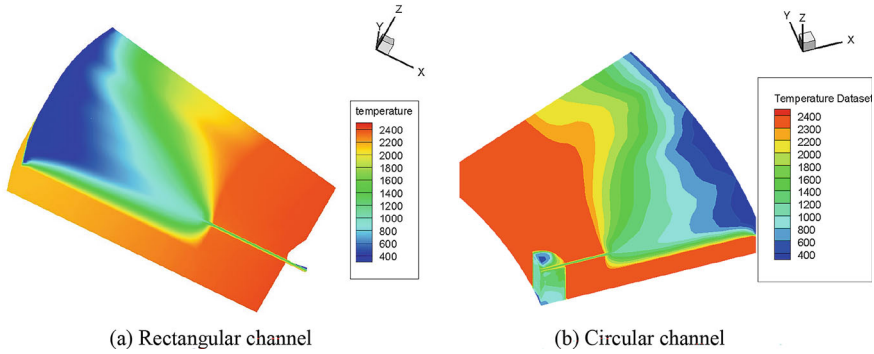 Z
Y
X
temperature
2400
2200
2000
1800
1600
1400
1200
1000
800
600
400
(a) Rectangular channel
Z
Y
X
Temperature Dataset
2400
2300
2200
2000
1800
1600
1400
1200
1000
800
600
400
(b) Circular channel